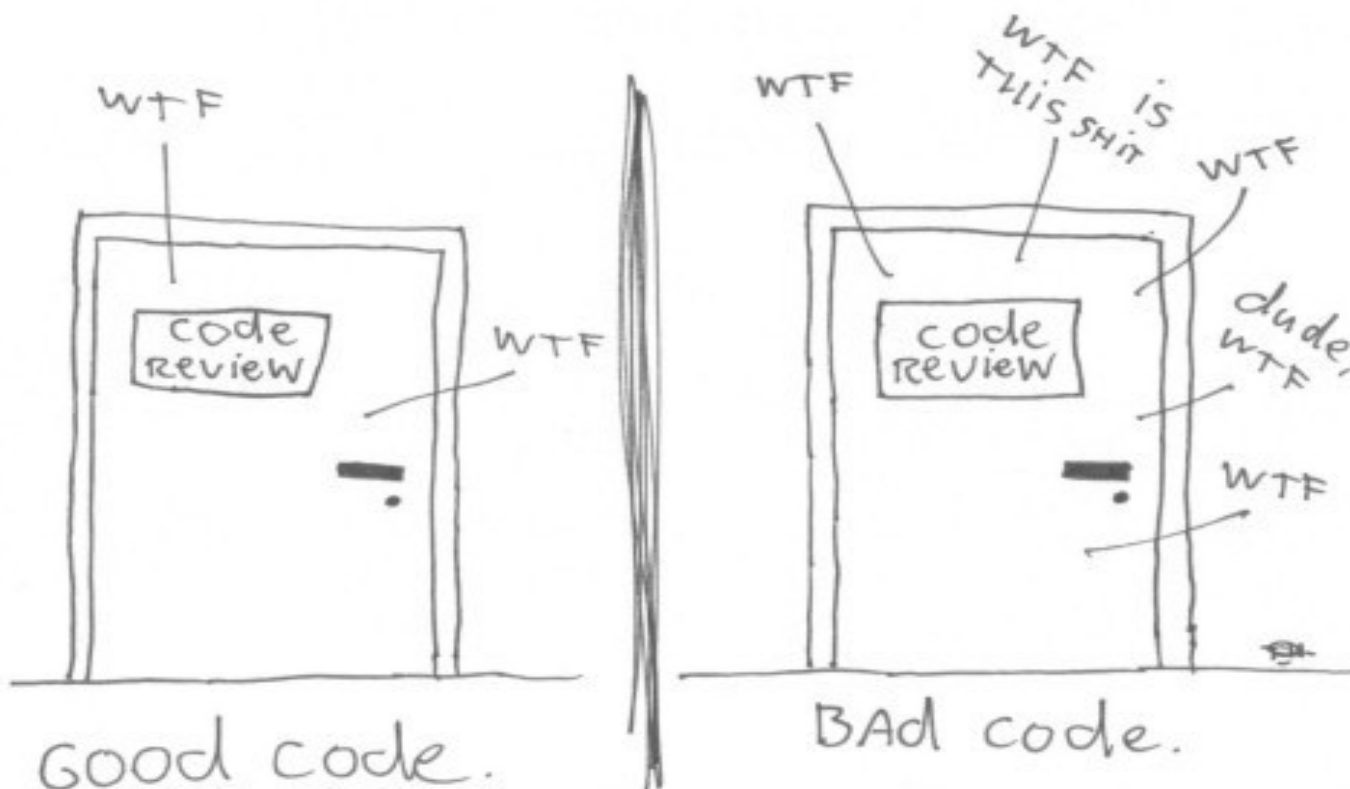 WTF
code
Review
WTF
GOOD code.
WTF
WTF is
THIS SHIT
WTF
code
Review
dude,
WTF
WTF
BAd code.